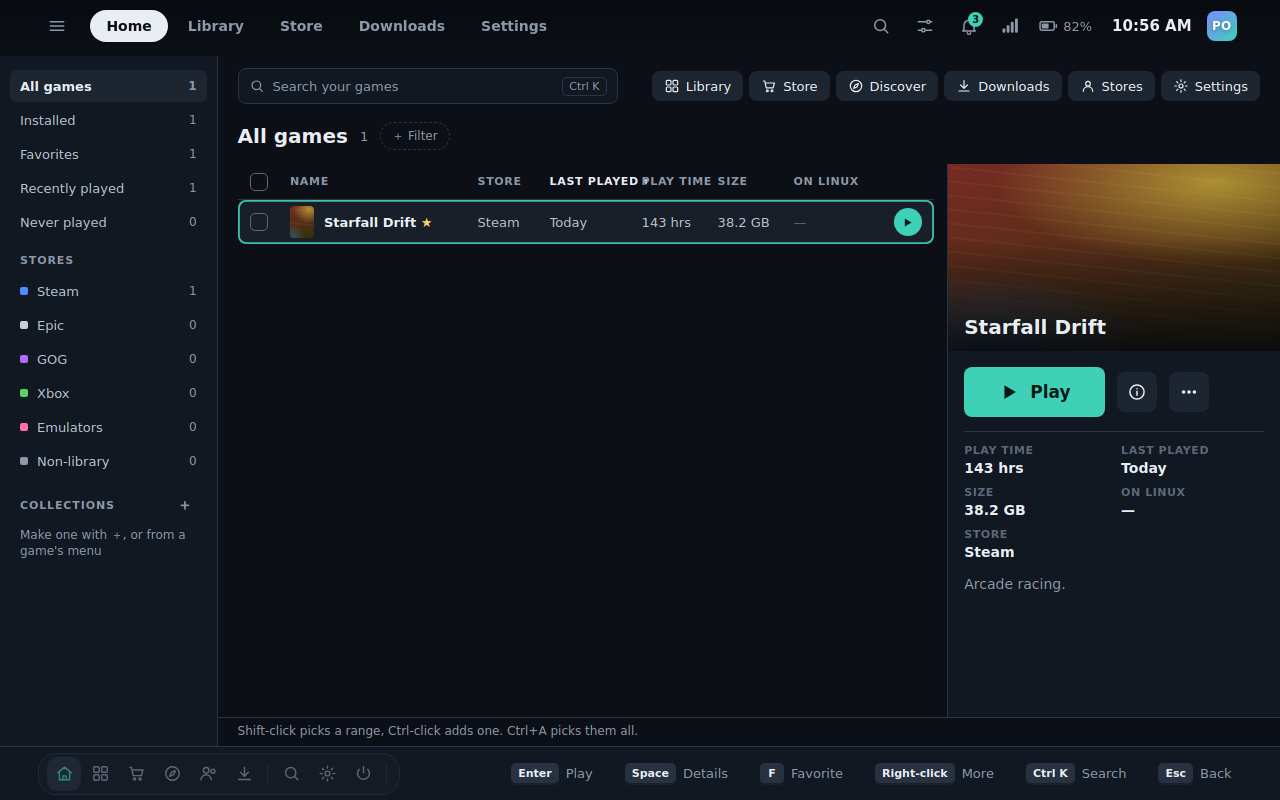 Home Library Store Downloads Settings 3 82% 10:56 AM PO
All games 1
Installed 1
Favorites 1
Recently played 1
Never played 0
STORES
Steam 1
Epic 0
GOG 0
Xbox 0
Emulators 0
Non-library 0
COLLECTIONS +
Make one with +, or from a
game's menu
Search your games Ctrl K
Library Store Discover Downloads Stores Settings
All games 1 + Filter
NAME STORE LAST PLAYED PLAY TIME SIZE ON LINUX
Starfall Drift ★ Steam Today 143 hrs 38.2 GB —
Starfall Drift
Play
PLAY TIME LAST PLAYED
143 hrs Today
SIZE ON LINUX
38.2 GB —
STORE
Steam
Arcade racing.
Shift-click picks a range, Ctrl-click adds one. Ctrl+A picks them all.
Enter Play Space Details F Favorite Right-click More Ctrl K Search Esc Back